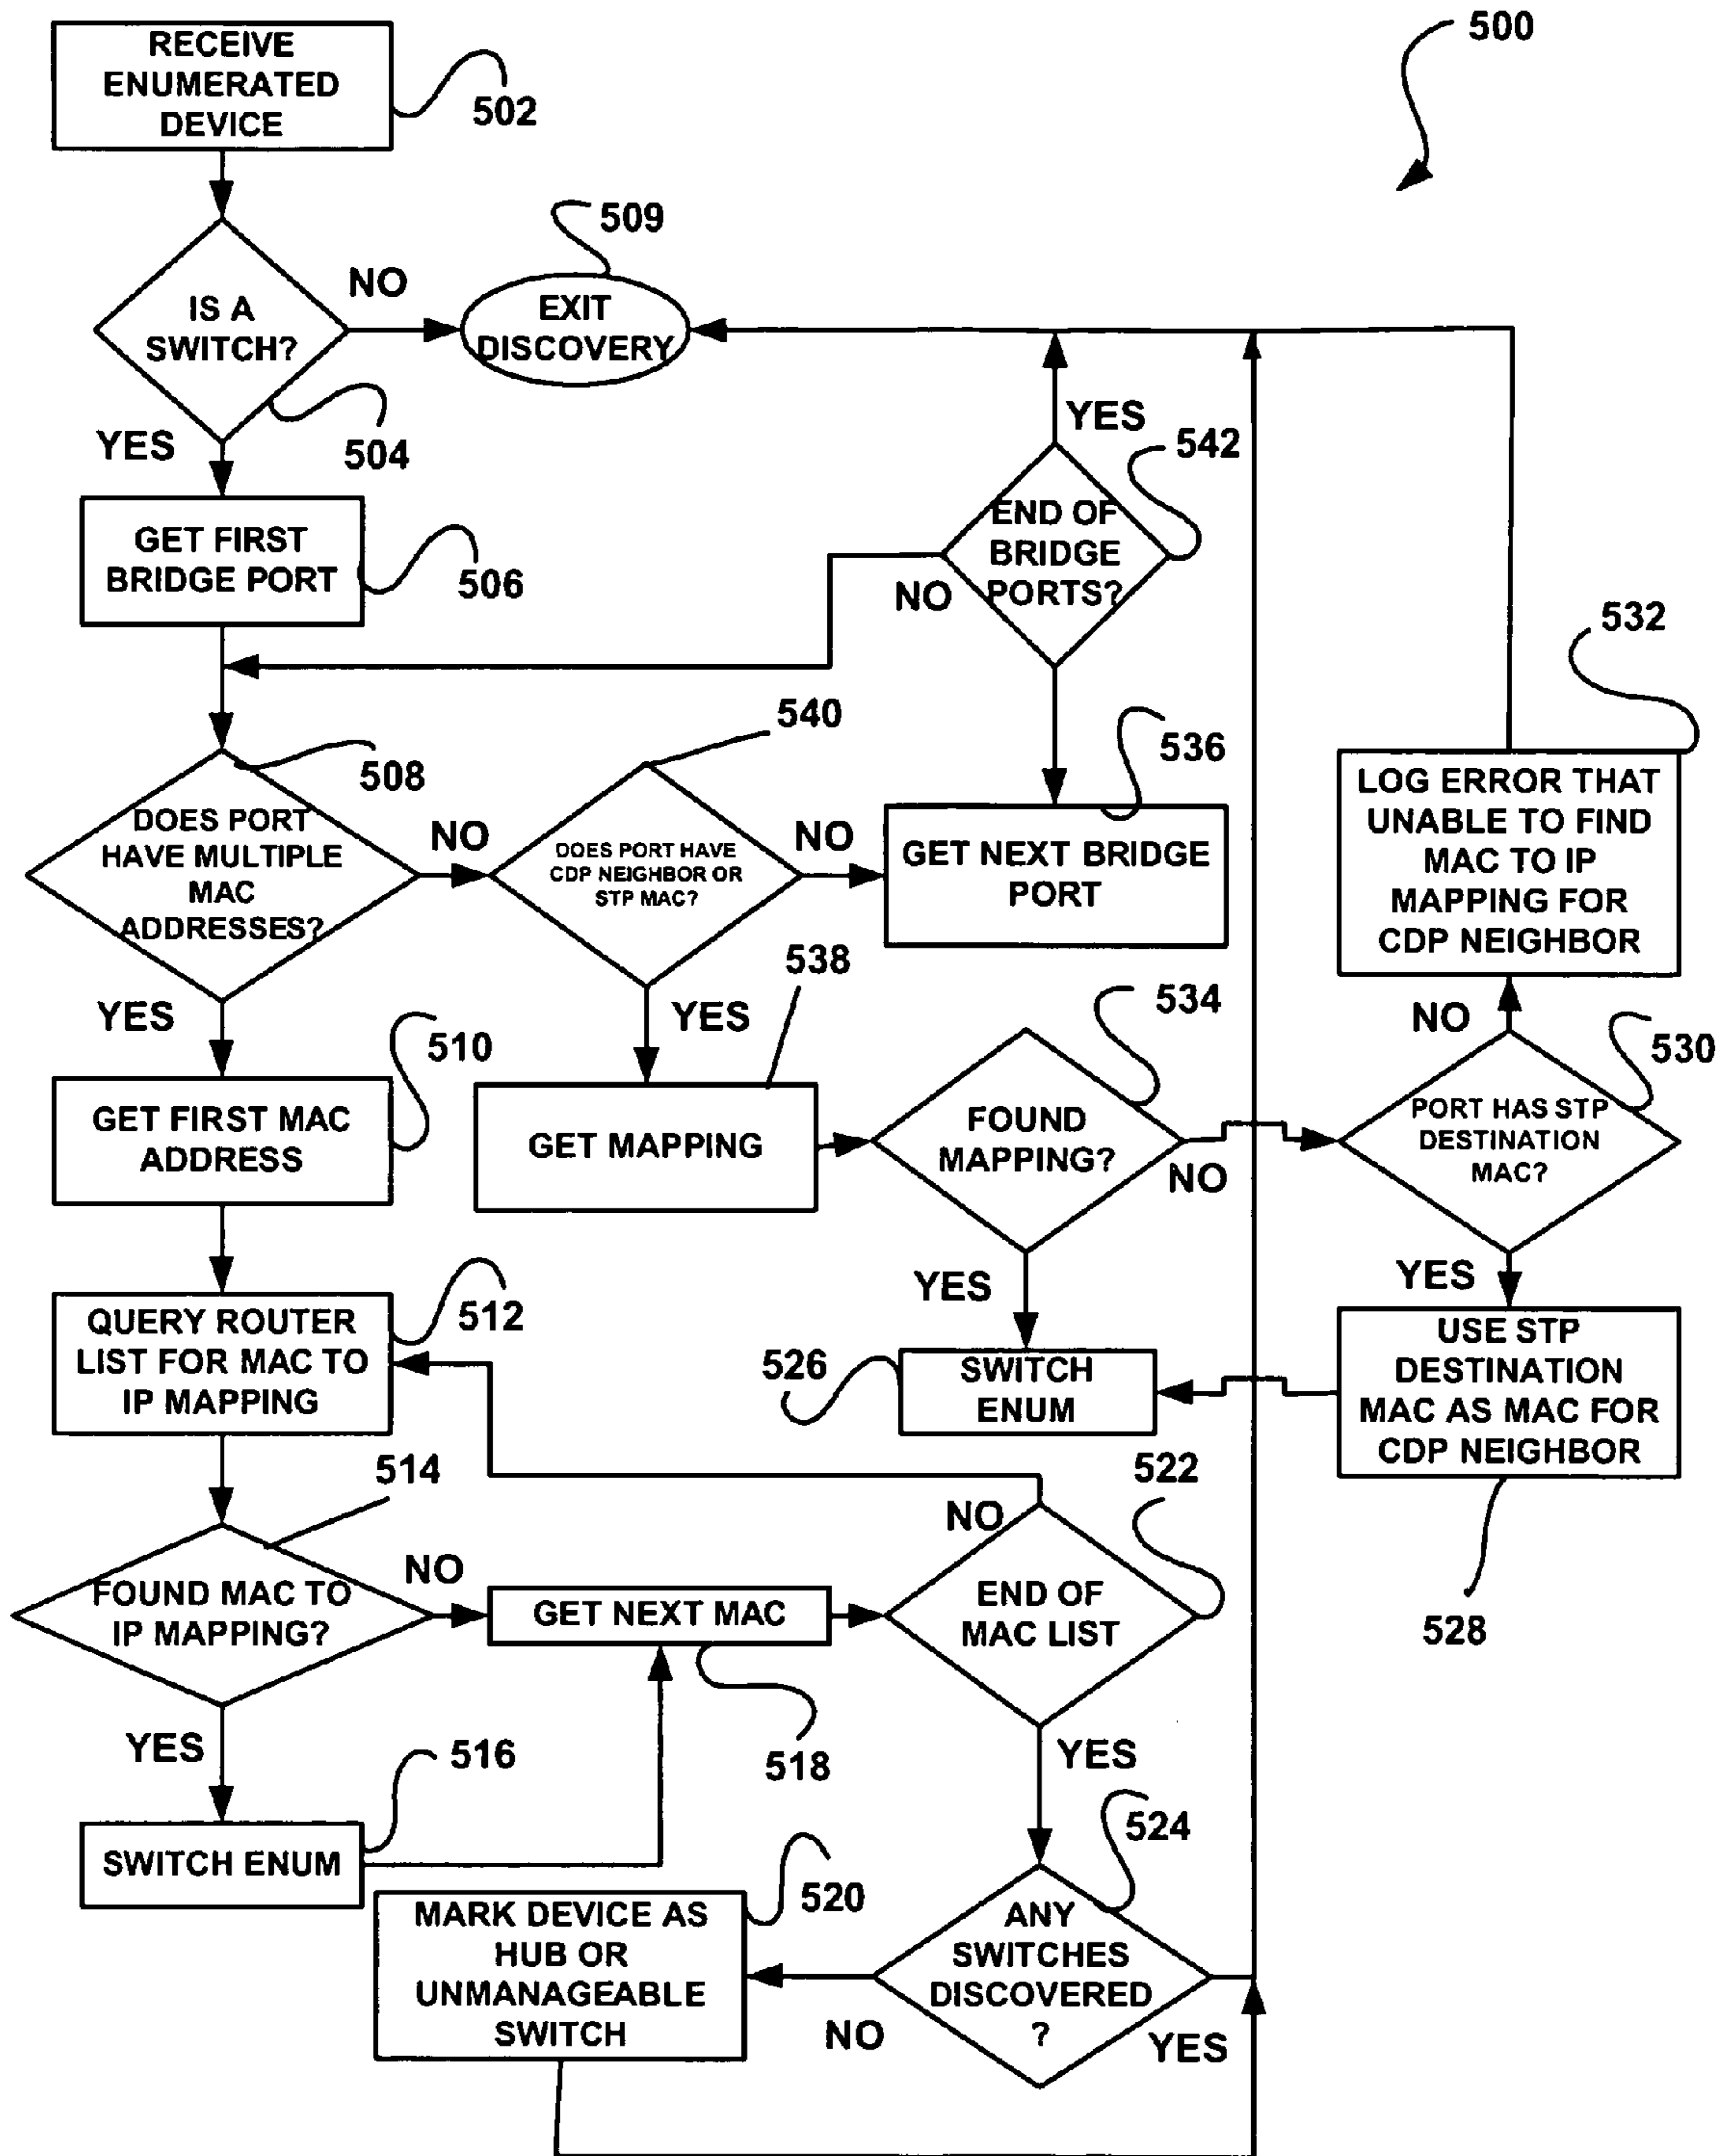 500
RECEIVE
ENUMERATED
DEVICE
502
509
NO
EXIT
DISCOVERY
IS A
SWITCH?
YES
504
YES
542
GET FIRST
BRIDGE PORT
506
END OF
BRIDGE
PORTS?
NO
532
540
536
508
DOES PORT
HAVE MULTIPLE
MAC
ADDRESSES?
NO
DOES PORT HAVE
CDP NEIGHBOR OR
STP MAC?
NO
GET NEXT BRIDGE
PORT
LOG ERROR THAT
UNABLE TO FIND
MAC TO IP
MAPPING FOR
CDP NEIGHBOR
538
YES
YES
534
NO
530
510
GET FIRST MAC
ADDRESS
GET MAPPING
FOUND
MAPPING?
NO
PORT HAS STP
DESTINATION
MAC?
YES
YES
512
QUERY ROUTER
LIST FOR MAC TO
IP MAPPING
526
SWITCH
ENUM
USE STP
DESTINATION
MAC AS MAC FOR
CDP NEIGHBOR
514
522
NO
528
FOUND MAC TO
IP MAPPING?
NO
GET NEXT MAC
END OF
MAC LIST
YES
516
518
YES
SWITCH ENUM
524
520
MARK DEVICE AS
HUB OR
UNMANAGEABLE
SWITCH
ANY
SWITCHES
DISCOVERED
?
NO
YES